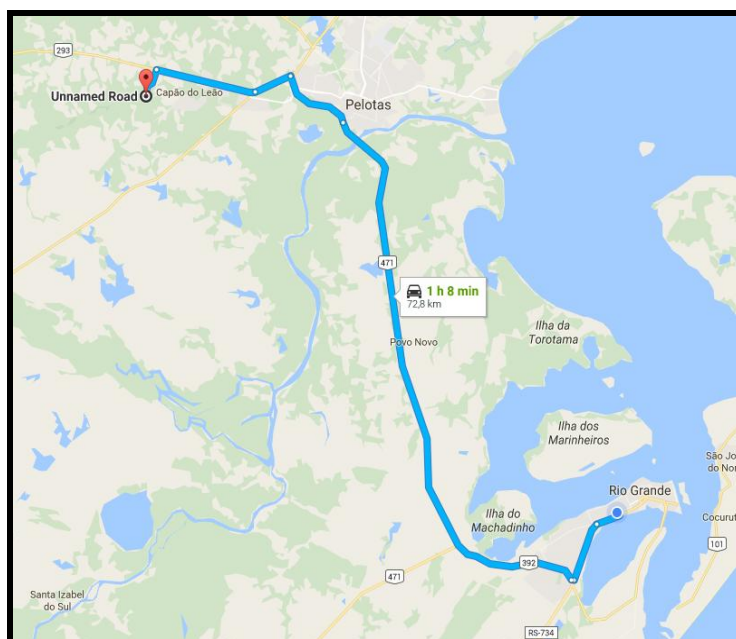 293
Unnamed Road
Capão do Leão
Pelotas
471
1 h 8 min
72,8 km
Povo Novo
Ilha da
Torotama
Ilha dos
Marinheiros
São Jo
do Nor
Rio Grande
Ilha do
Machadinho
Cocurut
101
392
471
Santa Izabel
do Sul
RS-734